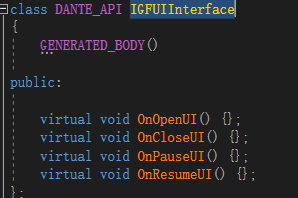 class DANTE_API IGFUIInterface
{
GENERATED_BODY()
public:
virtual void OnOpenUI() {};
virtual void OnCloseUI() {};
virtual void OnPauseUI() {};
virtual void OnResumeUI() {};
};